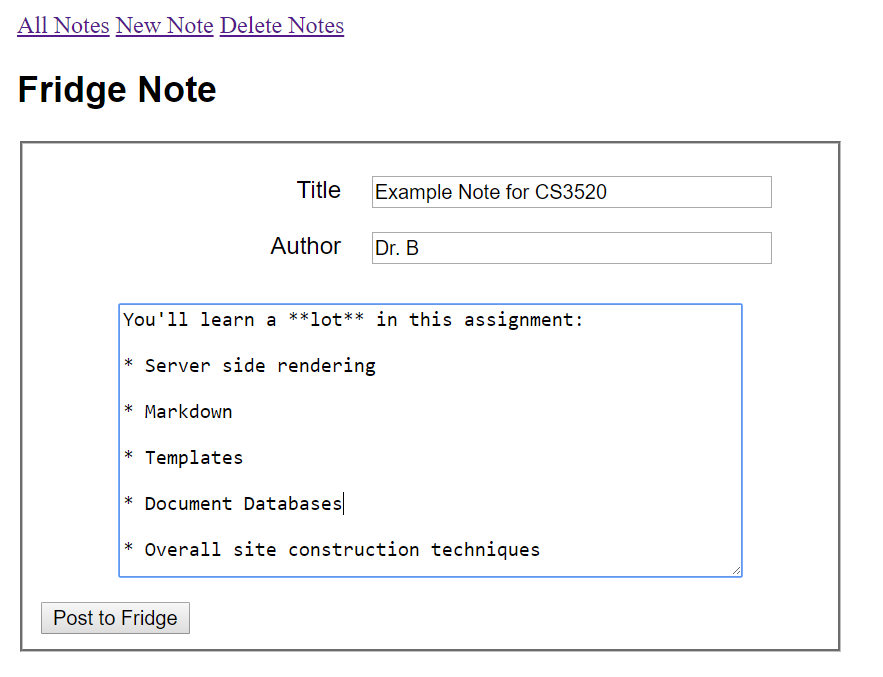 All Notes New Note Delete Notes
Fridge Note
Title Example Note for CS3520
Author Dr. B
You'll learn a **lot** in this assignment:
* Server side rendering
* Markdown
* Templates
* Document Databases
* Overall site construction techniques
Post to Fridge